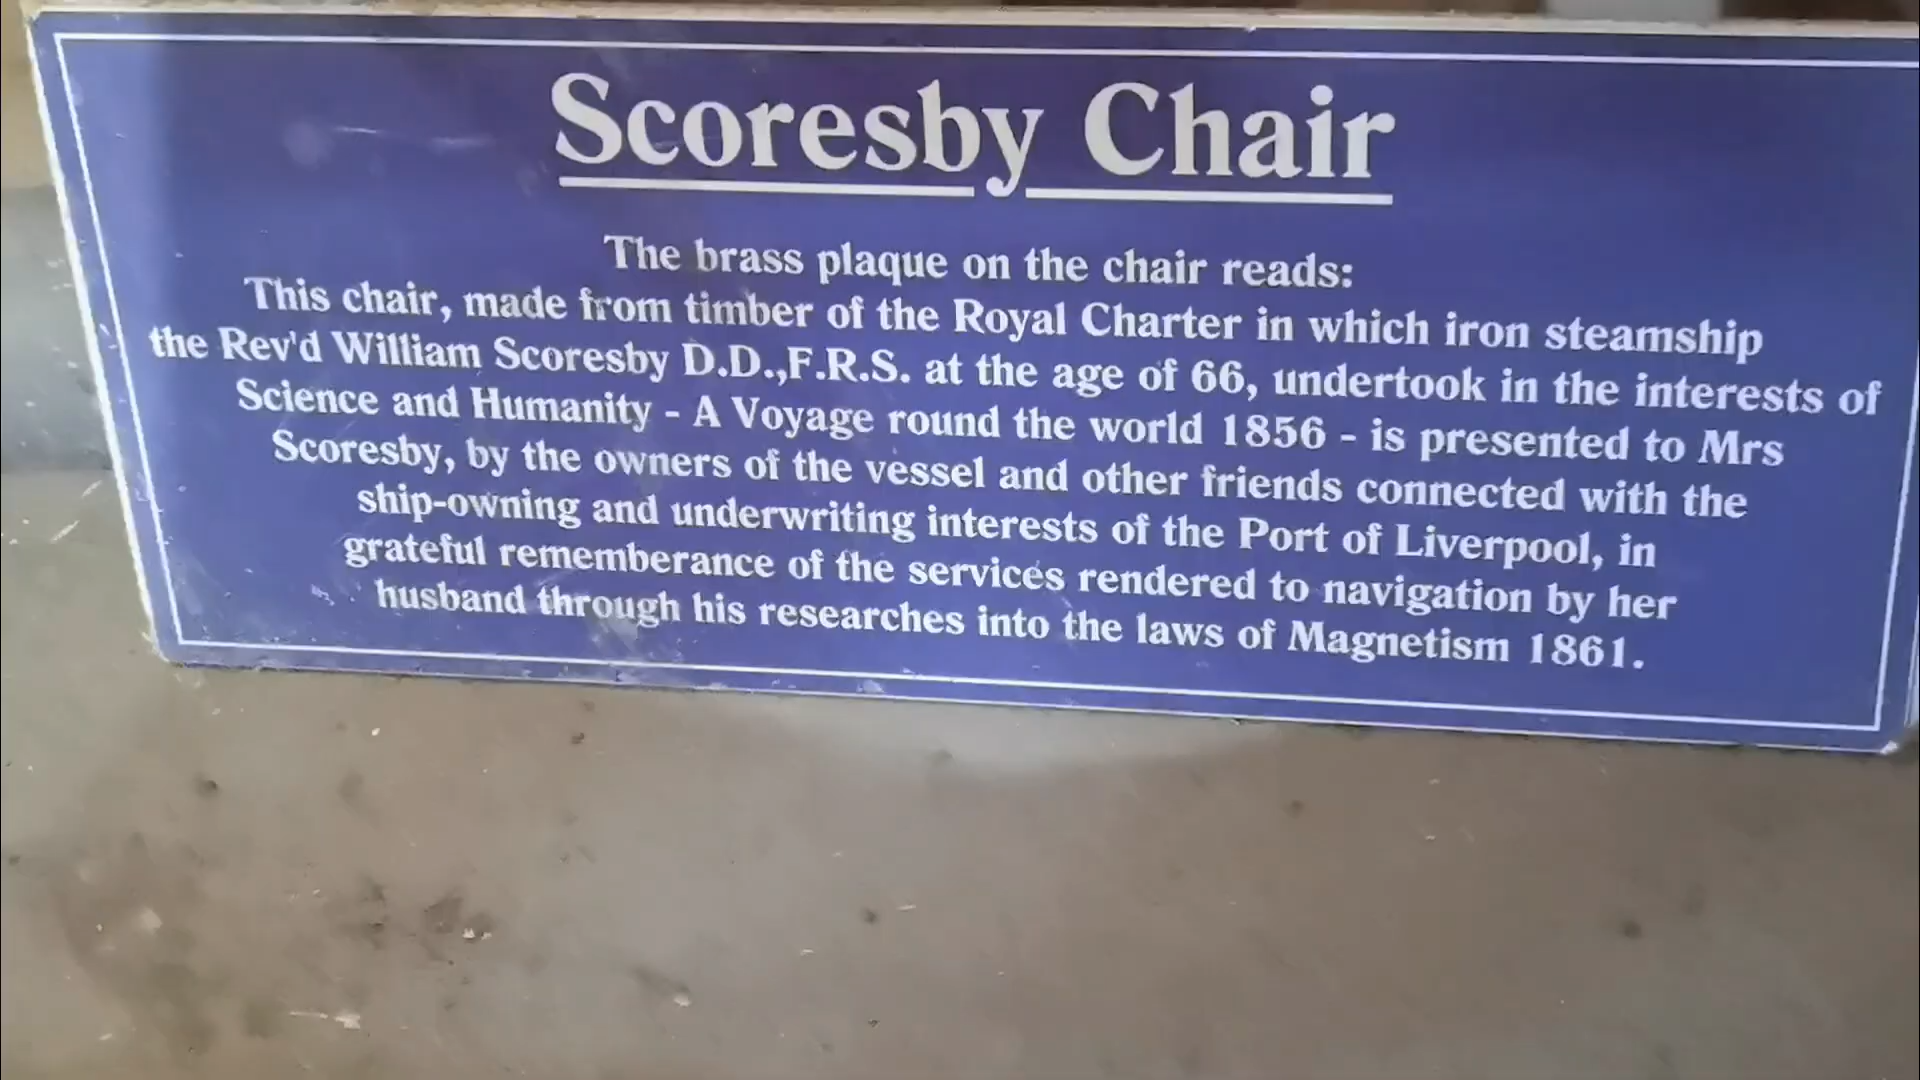 Scoresby Chair
The brass plaque on the chair reads:
This chair, made from timber of the Royal Charter in which iron steamship
the Rev'd William Scoresby D.D.,F.R.S. at the age of 66, undertook in the interests of
Science and Humanity - A Voyage round the world 1856 - is presented to Mrs
Scoresby, by the owners of the vessel and other friends connected with the
ship-owning and underwriting interests of the Port of Liverpool, in
grateful rememberance of the services rendered to navigation by her
husband through his researches into the laws of Magnetism 1861.